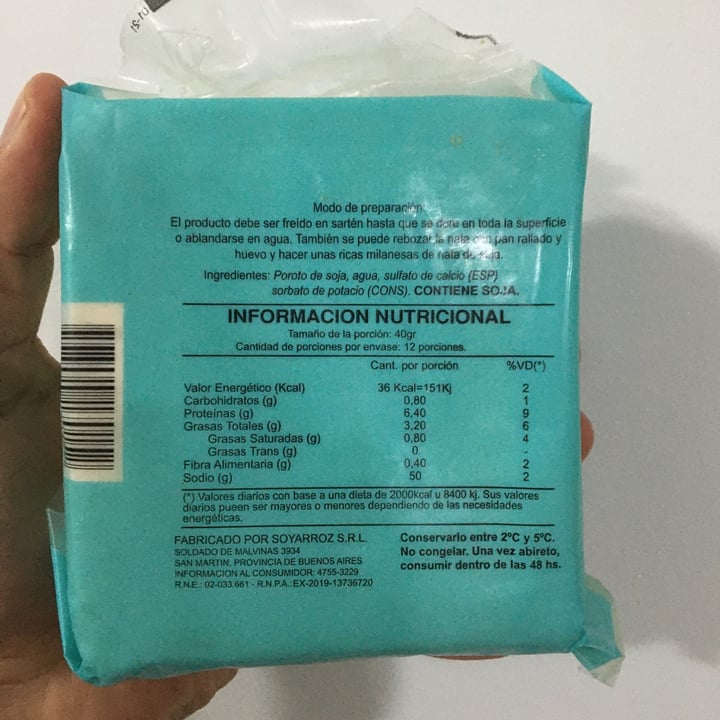 Modo de preparación:
El producto debe ser freido en sartén hasta que se dore en toda la superficie
o ablandarse en agua. También se puede rebozar la nata con pan rallado y
huevo y hacer unas ricas milanesas de nata de soja.
Ingredientes: Poroto de soja, agua, sulfato de calcio (ESP)
sorbato de potacio (CONS). CONTIENE SOJA.
INFORMACION NUTRICIONAL
Tamaño de la porción: 40gr
Cantidad de porciones por envase: 12 porciones.
Cant. por porción %VD(*)
Valor Energético (Kcal) 36 Kcal=151Kj 2
Carbohidratos (g) 0,80 1
Proteínas (g) 6,40 9
Grasas Totales (g) 3,20 6
Grasas Saturadas (g) 0,80 4
Grasas Trans (g) 0 -
Fibra Alimentaria (g) 0,40 2
Sodio (g) 50 2
(*) Valores diarios con base a una dieta de 2000kcal u 8400 kj. Sus valores
diarios pueen ser mayores o menores dependiendo de las necesidades
energéticas.
FABRICADO POR SOYARROZ S.R.L.
SOLDADO DE MALVINAS 3934
SAN MARTIN, PROVINCIA DE BUENOS AIRES
INFORMACION AL CONSUMIDOR: 4755-3229
R.N.E.: 02-033.661 - R.N.P.A.:EX-2019-13736720
Conservarlo entre 2ºC y 5ºC.
No congelar. Una vez abireto,
consumir dentro de las 48 hs.